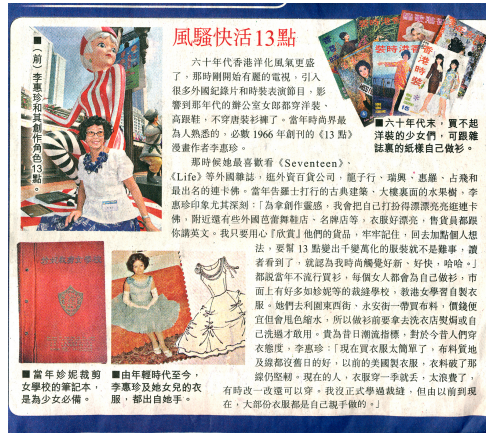 風騷快活13點
六十年代香港洋化風氣更盛
了，那時剛開始有麗的電視，引入
很多外國紀錄片和時裝表演節目，影
響到那年代的辦公室女郎都穿洋裝、
高跟鞋，不穿唐裝衫褲了。當年時尚界最
為人熟悉的，必數1966年創刊的《13點》
漫畫作者李惠珍。
那時候她最喜歡看《Seventeen》、
《Life》等外國雜誌，逛外資百貨公司，龍子行、瑞興、惠羅、占飛和
最出名的連卡佛。當年告羅士打行的古典建築、大樓裏面的水果樹，李
惠珍印象尤其深刻：「為拿創作靈感，我會把自己打扮得漂漂亮亮逛連卡
佛，附近還有些外國芭蕾舞鞋店、名牌店等，衣服好漂亮，售貨員都跟
你講英文。我只要用心『欣賞』他們的貨品，牢牢記住，回去加點個人想
法，要幫13點變出千變萬化的服裝就不是難事，讀
者看到了，就認為我時尚觸覺好新、好快，哈哈。」
都說當年不流行買衫，每個女人都會為自己做衫，市
面上有好多如妙妮等的裁縫學校，教港女學習自製衣
服。她們去利園東西街、永安街一帶買布料，價錢便
宜但會甩色縮水，所以做衫前要拿去洗衣店熨焗或自
己洗過才敢用。貴為昔日潮流指標，對於今昔人們穿
衣態度，李惠珍：「現在買衣服太簡單了，布料質地
及線都沒舊日的好，以前的美國製衣服，衣料破了那
線仍堅韌。現在的人，衣服穿一季就丟，太浪費了，
有時改一改還可以穿。我沒正式學過裁縫，但由以前到現
在，大部份衣服都是自己親手做的。」
■（前）李惠珍和其創作角色13點。
香港時裝
■六十年代末，買不起
洋裝的少女們，可跟雜
誌裏的紙樣自己做衫。
■當年妙妮裁剪
女學校的筆記本，
是為少女必備。
■由年輕時代至今，
李惠珍及她女兒的衣
服，都出自她手。